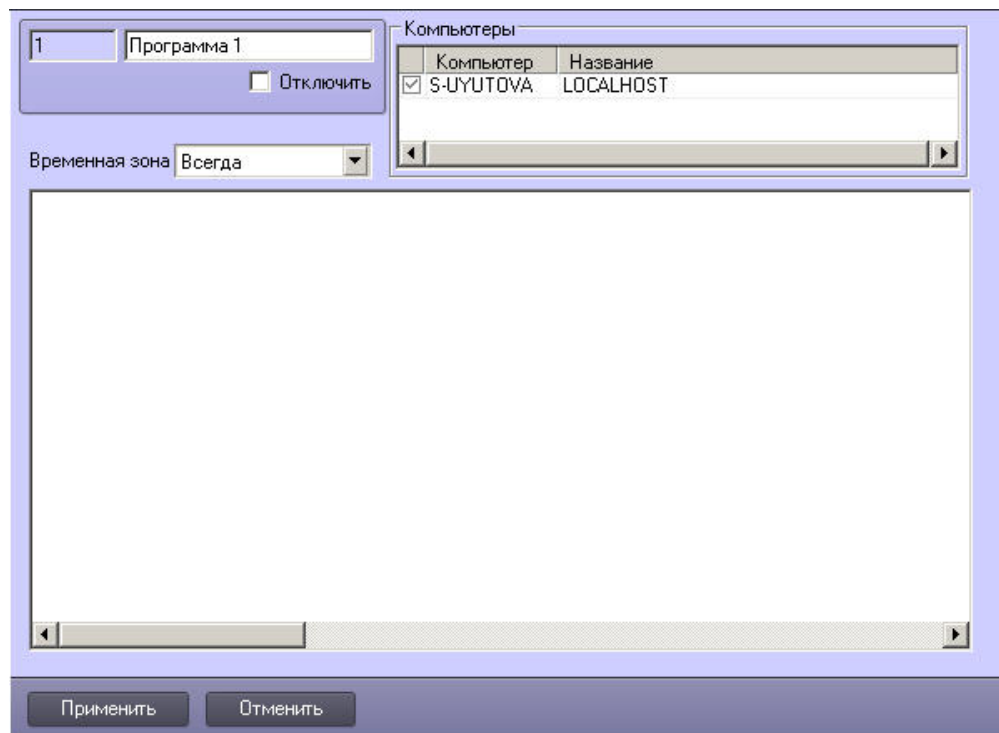 1 Программа 1
Отключить
Временная зона Всегда
Компьютеры
Компьютер Название
S-UYUTOVA LOCALHOST
Применить Отменить